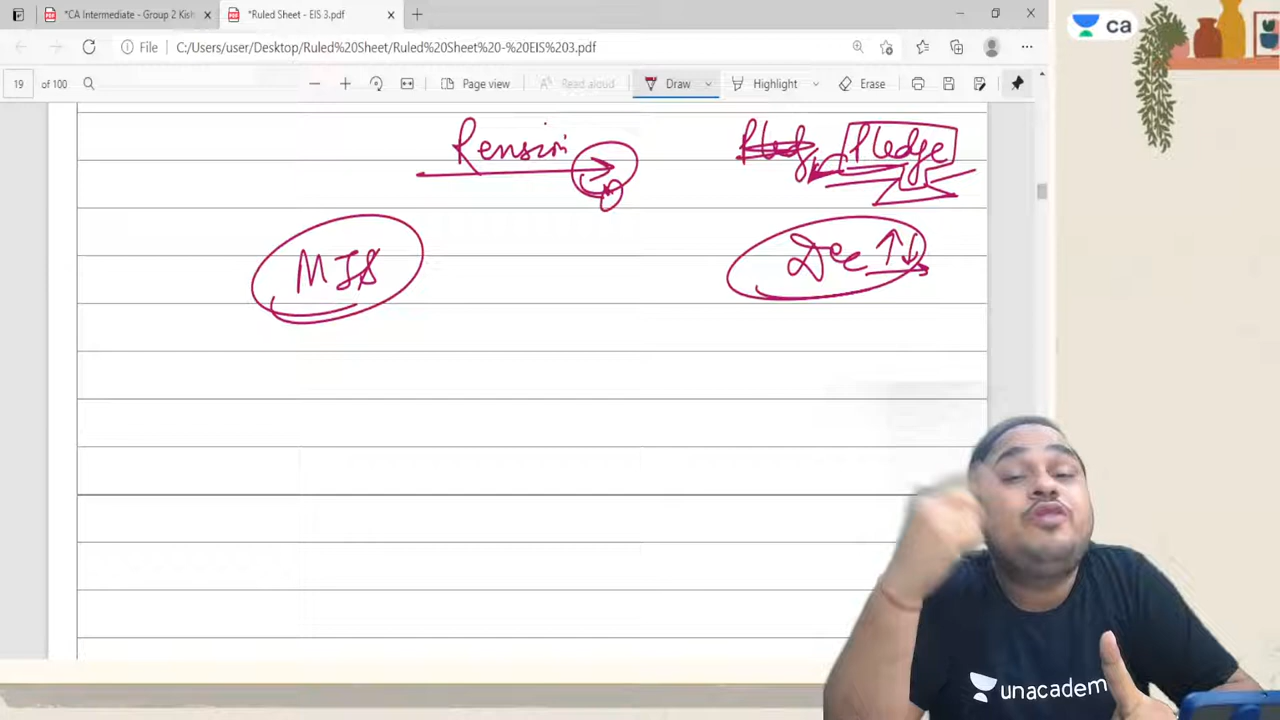 *CA Intermediate - Group 2 Kish
*Ruled Sheet - EIS 3.pdf
File
C:/Users/user/Desktop/Ruled%20Sheet/Ruled%20Sheet%20-%20EIS%203.pdf
19 of 100
Page view
Read aloud
Draw
Highlight
Erase
ca
Pension
Pledge
MIS
Dec ↑↓
unacadem